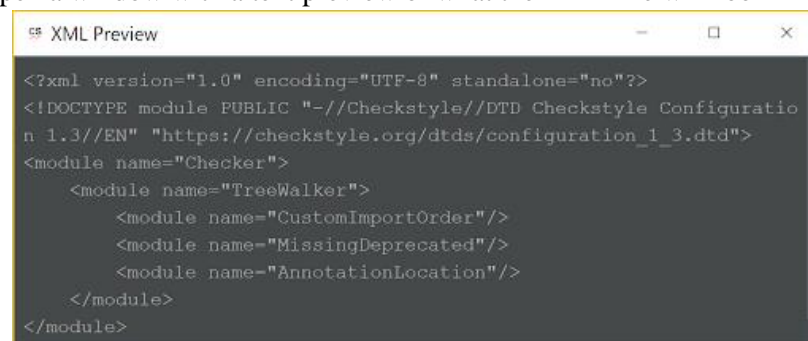 XML Preview
<?xml version="1.0" encoding="UTF-8" standalone="no"?>
<!DOCTYPE module PUBLIC "-//Checkstyle//DTD Checkstyle Configuratio
n 1.3//EN" "https://checkstyle.org/dtds/configuration_1_3.dtd">
<module name="Checker">
    <module name="TreeWalker">
        <module name="CustomImportOrder"/>
        <module name="MissingDeprecated"/>
        <module name="AnnotationLocation"/>
    </module>
</module>